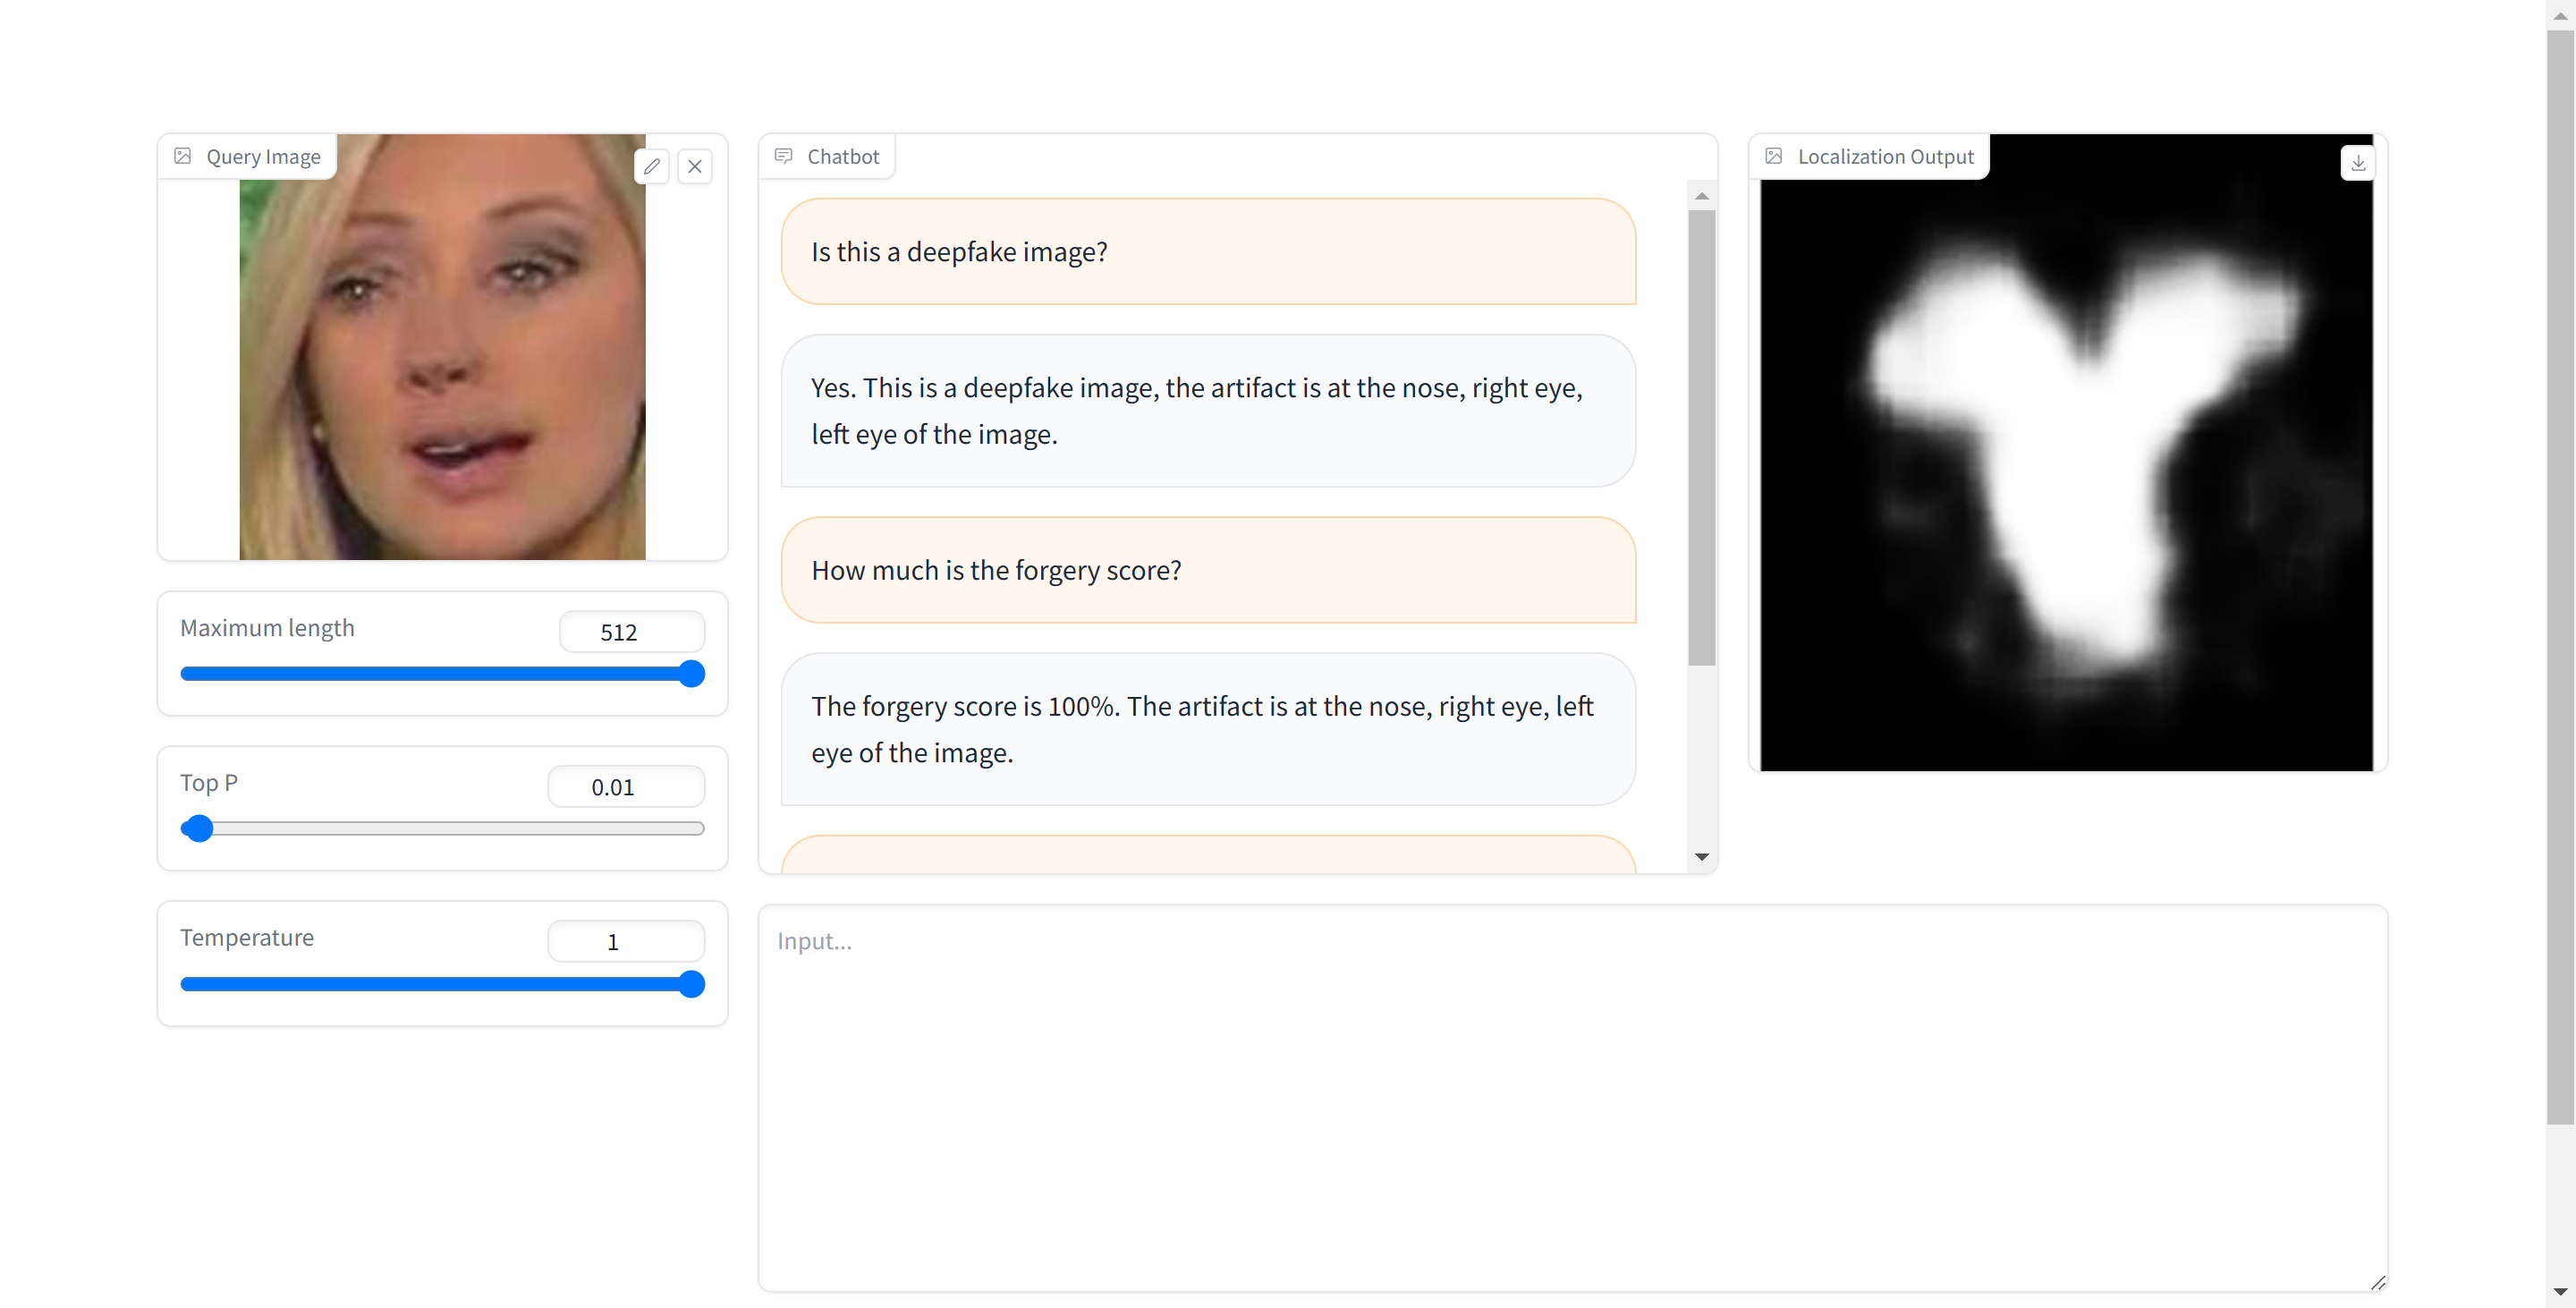 Query Image
Maximum length
512
Top P
0.01
Temperature
1
Chatbot
Is this a deepfake image?
Yes. This is a deepfake image, the artifact is at the nose, right eye,
left eye of the image.
How much is the forgery score?
The forgery score is 100%. The artifact is at the nose, right eye, left
eye of the image.
Input...
Localization Output